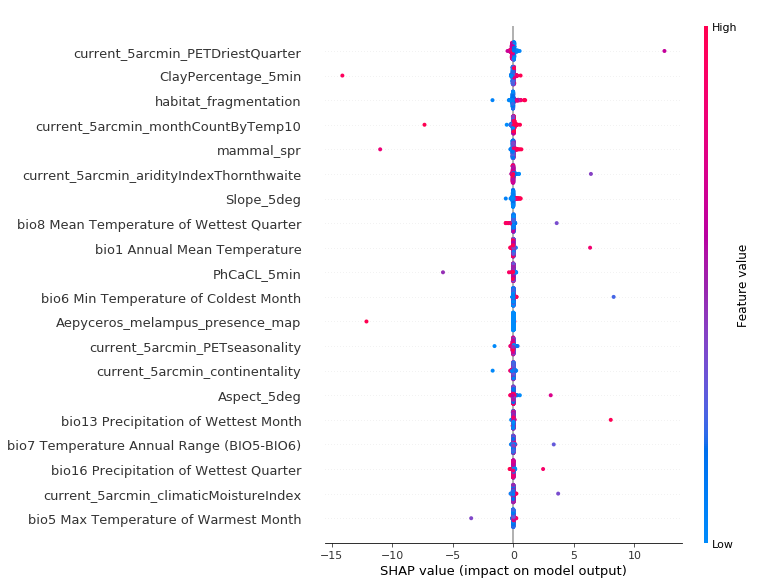 High
current_5arcmin_PETDriestQuarter
ClayPercentage_5min
habitat_fragmentation
current_5arcmin_monthCountByTemp10
mammal_spr
current_5arcmin_aridityIndexThornthwaite
Slope_5deg
bio8 Mean Temperature of Wettest Quarter
bio1 Annual Mean Temperature
PhCaCL_5min
bio6 Min Temperature of Coldest Month
Aepyceros_melampus_presence_map
current_5arcmin_PETseasonality
current_5arcmin_continentality
Aspect_5deg
bio13 Precipitation of Wettest Month
bio7 Temperature Annual Range (BIO5-BIO6)
bio16 Precipitation of Wettest Quarter
current_5arcmin_climaticMoistureIndex
bio5 Max Temperature of Warmest Month
Feature value
Low
−15 −10 −5 0 5 10
SHAP value (impact on model output)